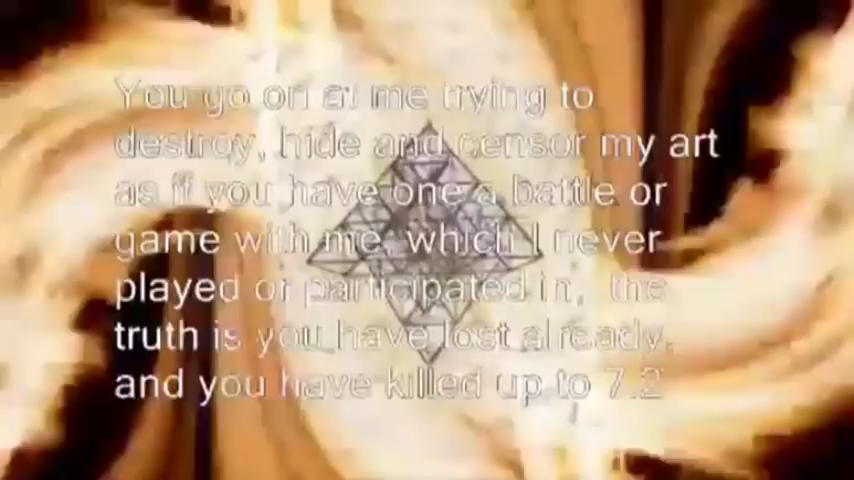 You go on at me trying to
destroy, hide and censor my art
as if you have one a battle or
game with me, which I never
played or participated in,  the
truth is you have lost already,
and you have killed up to 7.2